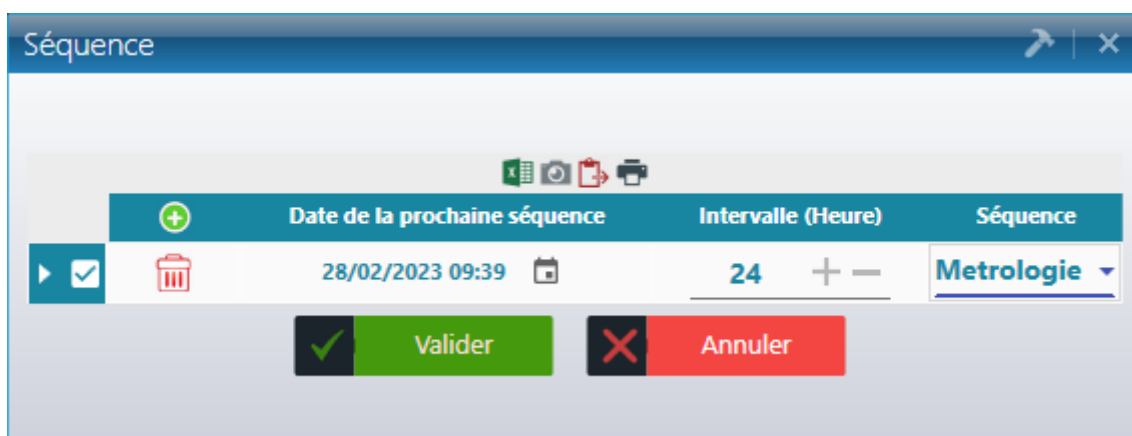 Séquence
Date de la prochaine séquence Intervalle (Heure) Séquence
28/02/2023 09:39 24 Metrologie
Valider Annuler